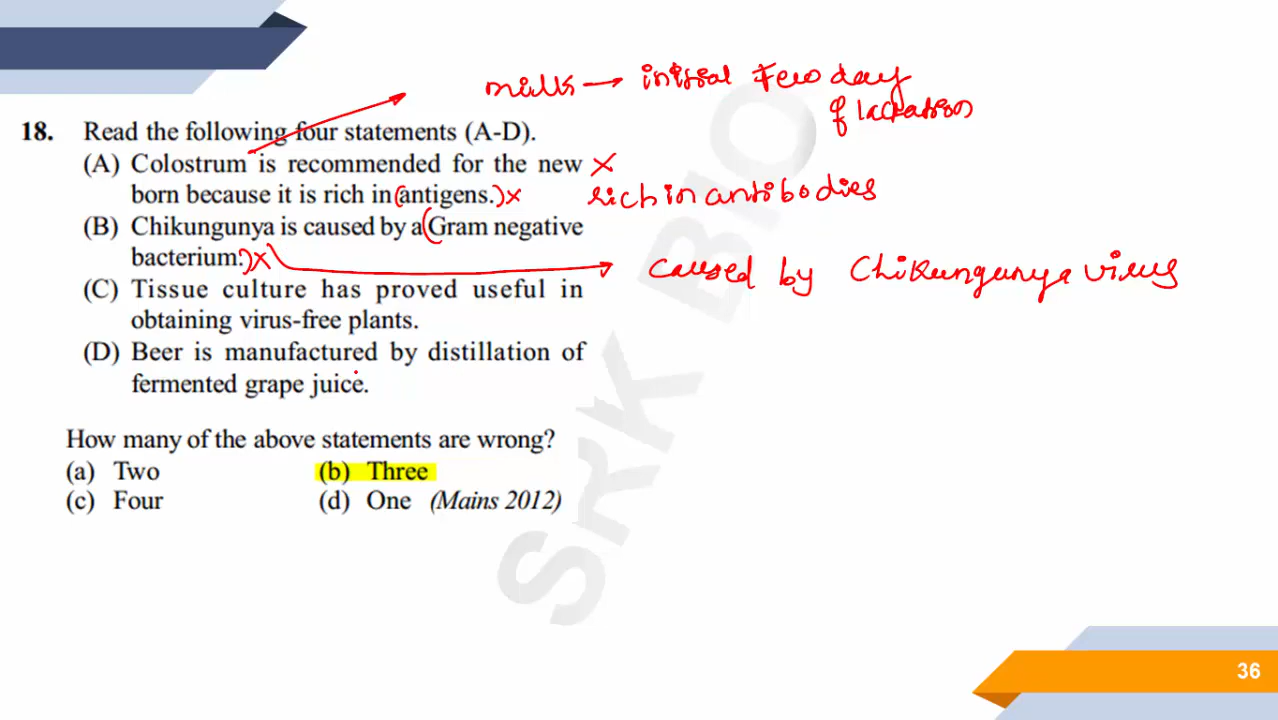 milk → initial few day
of lactation
18. Read the following four statements (A-D).
(A) Colostrum is recommended for the new ×
born because it is rich in (antigens.)× rich in antibodies
(B) Chikungunya is caused by a (Gram negative
bacterium.)× → caused by Chikungunya virus
(C) Tissue culture has proved useful in
obtaining virus-free plants.
(D) Beer is manufactured by distillation of
fermented grape juice.
How many of the above statements are wrong?
(a) Two (b) Three
(c) Four (d) One (Mains 2012)
SRK BIO
36